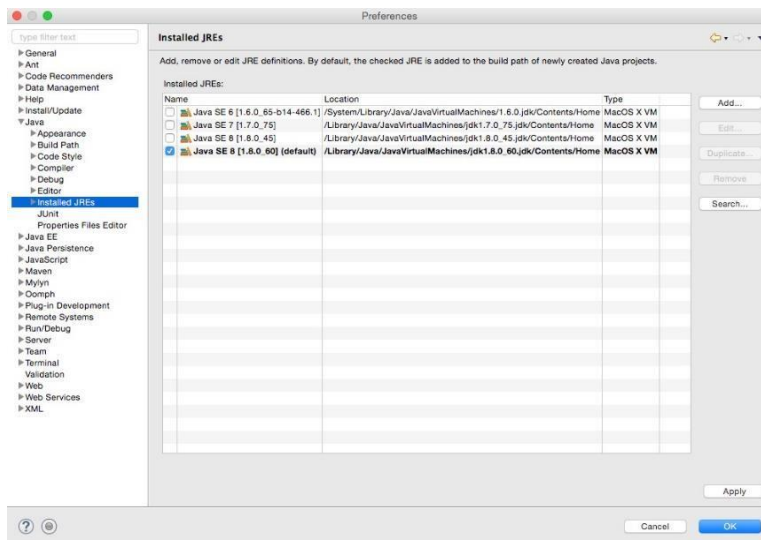 Preferences
type filter text
Installed JREs
General
Ant
Code Recommenders
Data Management
Help
Install/Update
Java
Appearance
Build Path
Code Style
Compiler
Debug
Editor
Installed JREs
JUnit
Properties Files Editor
Java EE
Java Persistence
JavaScript
Maven
Mylyn
Oomph
Plug-in Development
Remote Systems
Run/Debug
Server
Team
Terminal
Validation
Web
Web Services
XML
Add, remove or edit JRE definitions. By default, the checked JRE is added to the build path of newly created Java projects.
Installed JREs:
Name Location Type
Java SE 6 [1.6.0_65-b14-466.1] /System/Library/Java/JavaVirtualMachines/1.6.0.jdk/Contents/Home MacOS X VM
Java SE 7 [1.7.0_75] /Library/Java/JavaVirtualMachines/jdk1.7.0_75.jdk/Contents/Home MacOS X VM
Java SE 8 [1.8.0_45] /Library/Java/JavaVirtualMachines/jdk1.8.0_45.jdk/Contents/Home MacOS X VM
Java SE 8 [1.8.0_60] (default) /Library/Java/JavaVirtualMachines/jdk1.8.0_60.jdk/Contents/Home MacOS X VM
Add...
Edit...
Duplicate...
Remove
Search...
Apply
?
Cancel
OK